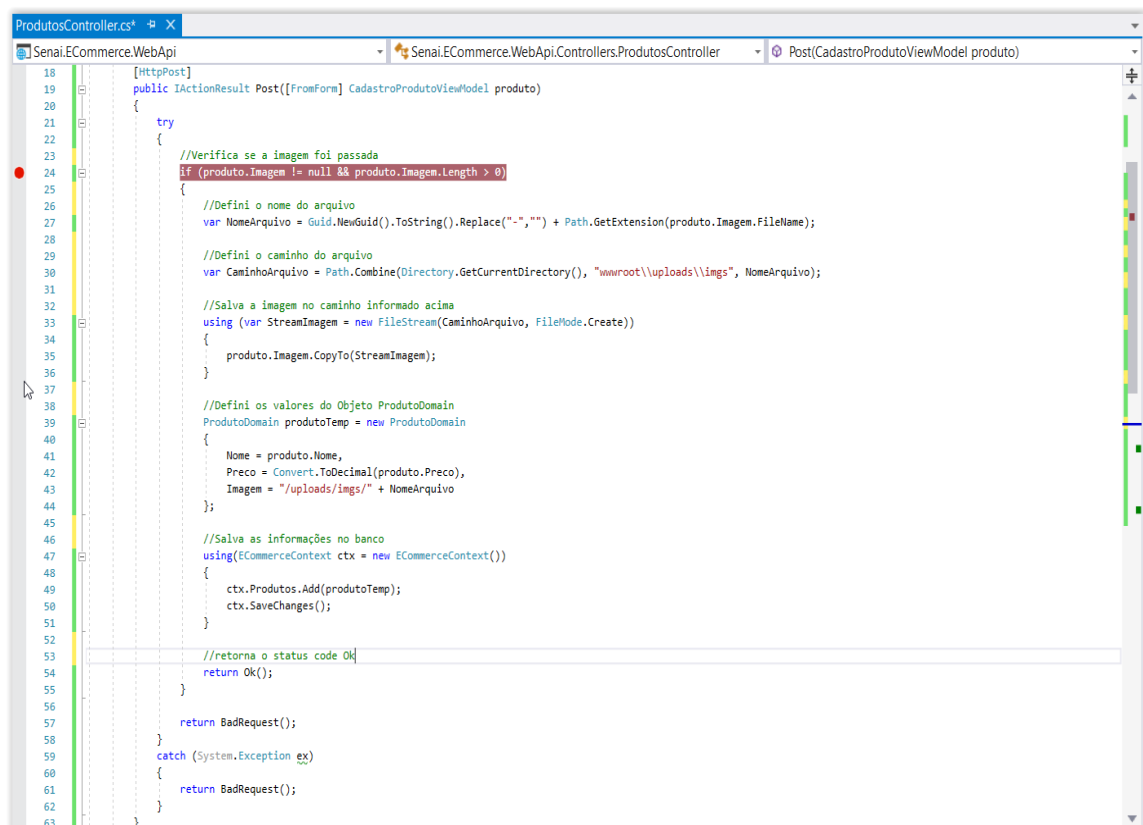 ProdutosController.cs*
Senai.ECommerce.WebApi Senai.ECommerce.WebApi.Controllers.ProdutosController Post(CadastroProdutoViewModel produto)
18 [HttpPost]
19 public IActionResult Post([FromForm] CadastroProdutoViewModel produto)
20 {
21 try
22 {
23 //Verifica se a imagem foi passada
24 if (produto.Imagem != null && produto.Imagem.Length > 0)
25 {
26 //Defini o nome do arquivo
27 var NomeArquivo = Guid.NewGuid().ToString().Replace("-","") + Path.GetExtension(produto.Imagem.FileName);
28
29 //Defini o caminho do arquivo
30 var CaminhoArquivo = Path.Combine(Directory.GetCurrentDirectory(), "wwwroot\\uploads\\imgs", NomeArquivo);
31
32 //Salva a imagem no caminho informado acima
33 using (var StreamImagem = new FileStream(CaminhoArquivo, FileMode.Create))
34 {
35 produto.Imagem.CopyTo(StreamImagem);
36 }
37
38 //Defini os valores do Objeto ProdutoDomain
39 ProdutoDomain produtoTemp = new ProdutoDomain
40 {
41 Nome = produto.Nome,
42 Preco = Convert.ToDecimal(produto.Preco),
43 Imagem = "/uploads/imgs/" + NomeArquivo
44 };
45
46 //Salva as informações no banco
47 using(ECommerceContext ctx = new ECommerceContext())
48 {
49 ctx.Produtos.Add(produtoTemp);
50 ctx.SaveChanges();
51 }
52
53 //retorna o status code Ok
54 return Ok();
55 }
56
57 return BadRequest();
58 }
59 catch (System.Exception ex)
60 {
61 return BadRequest();
62 }
63 }